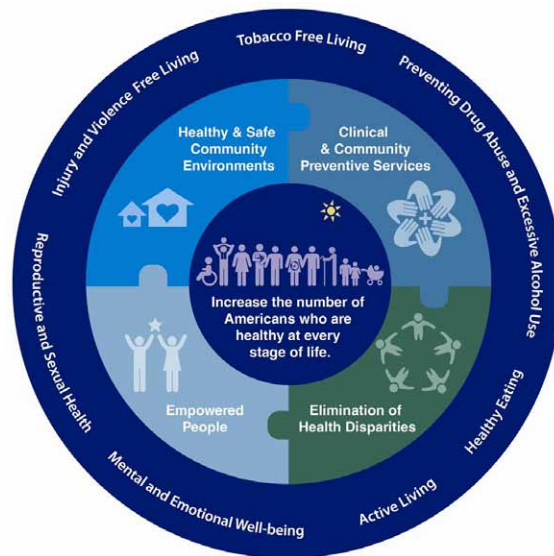 Tobacco Free Living
Preventing Drug Abuse and Excessive Alcohol Use
Healthy Eating
Active Living
Mental and Emotional Well-being
Reproductive and Sexual Health
Injury and Violence Free Living
Healthy & Safe
Community
Environments
Clinical
& Community
Preventive Services
Increase the number of
Americans who are
healthy at every
stage of life.
Empowered
People
Elimination of
Health Disparities